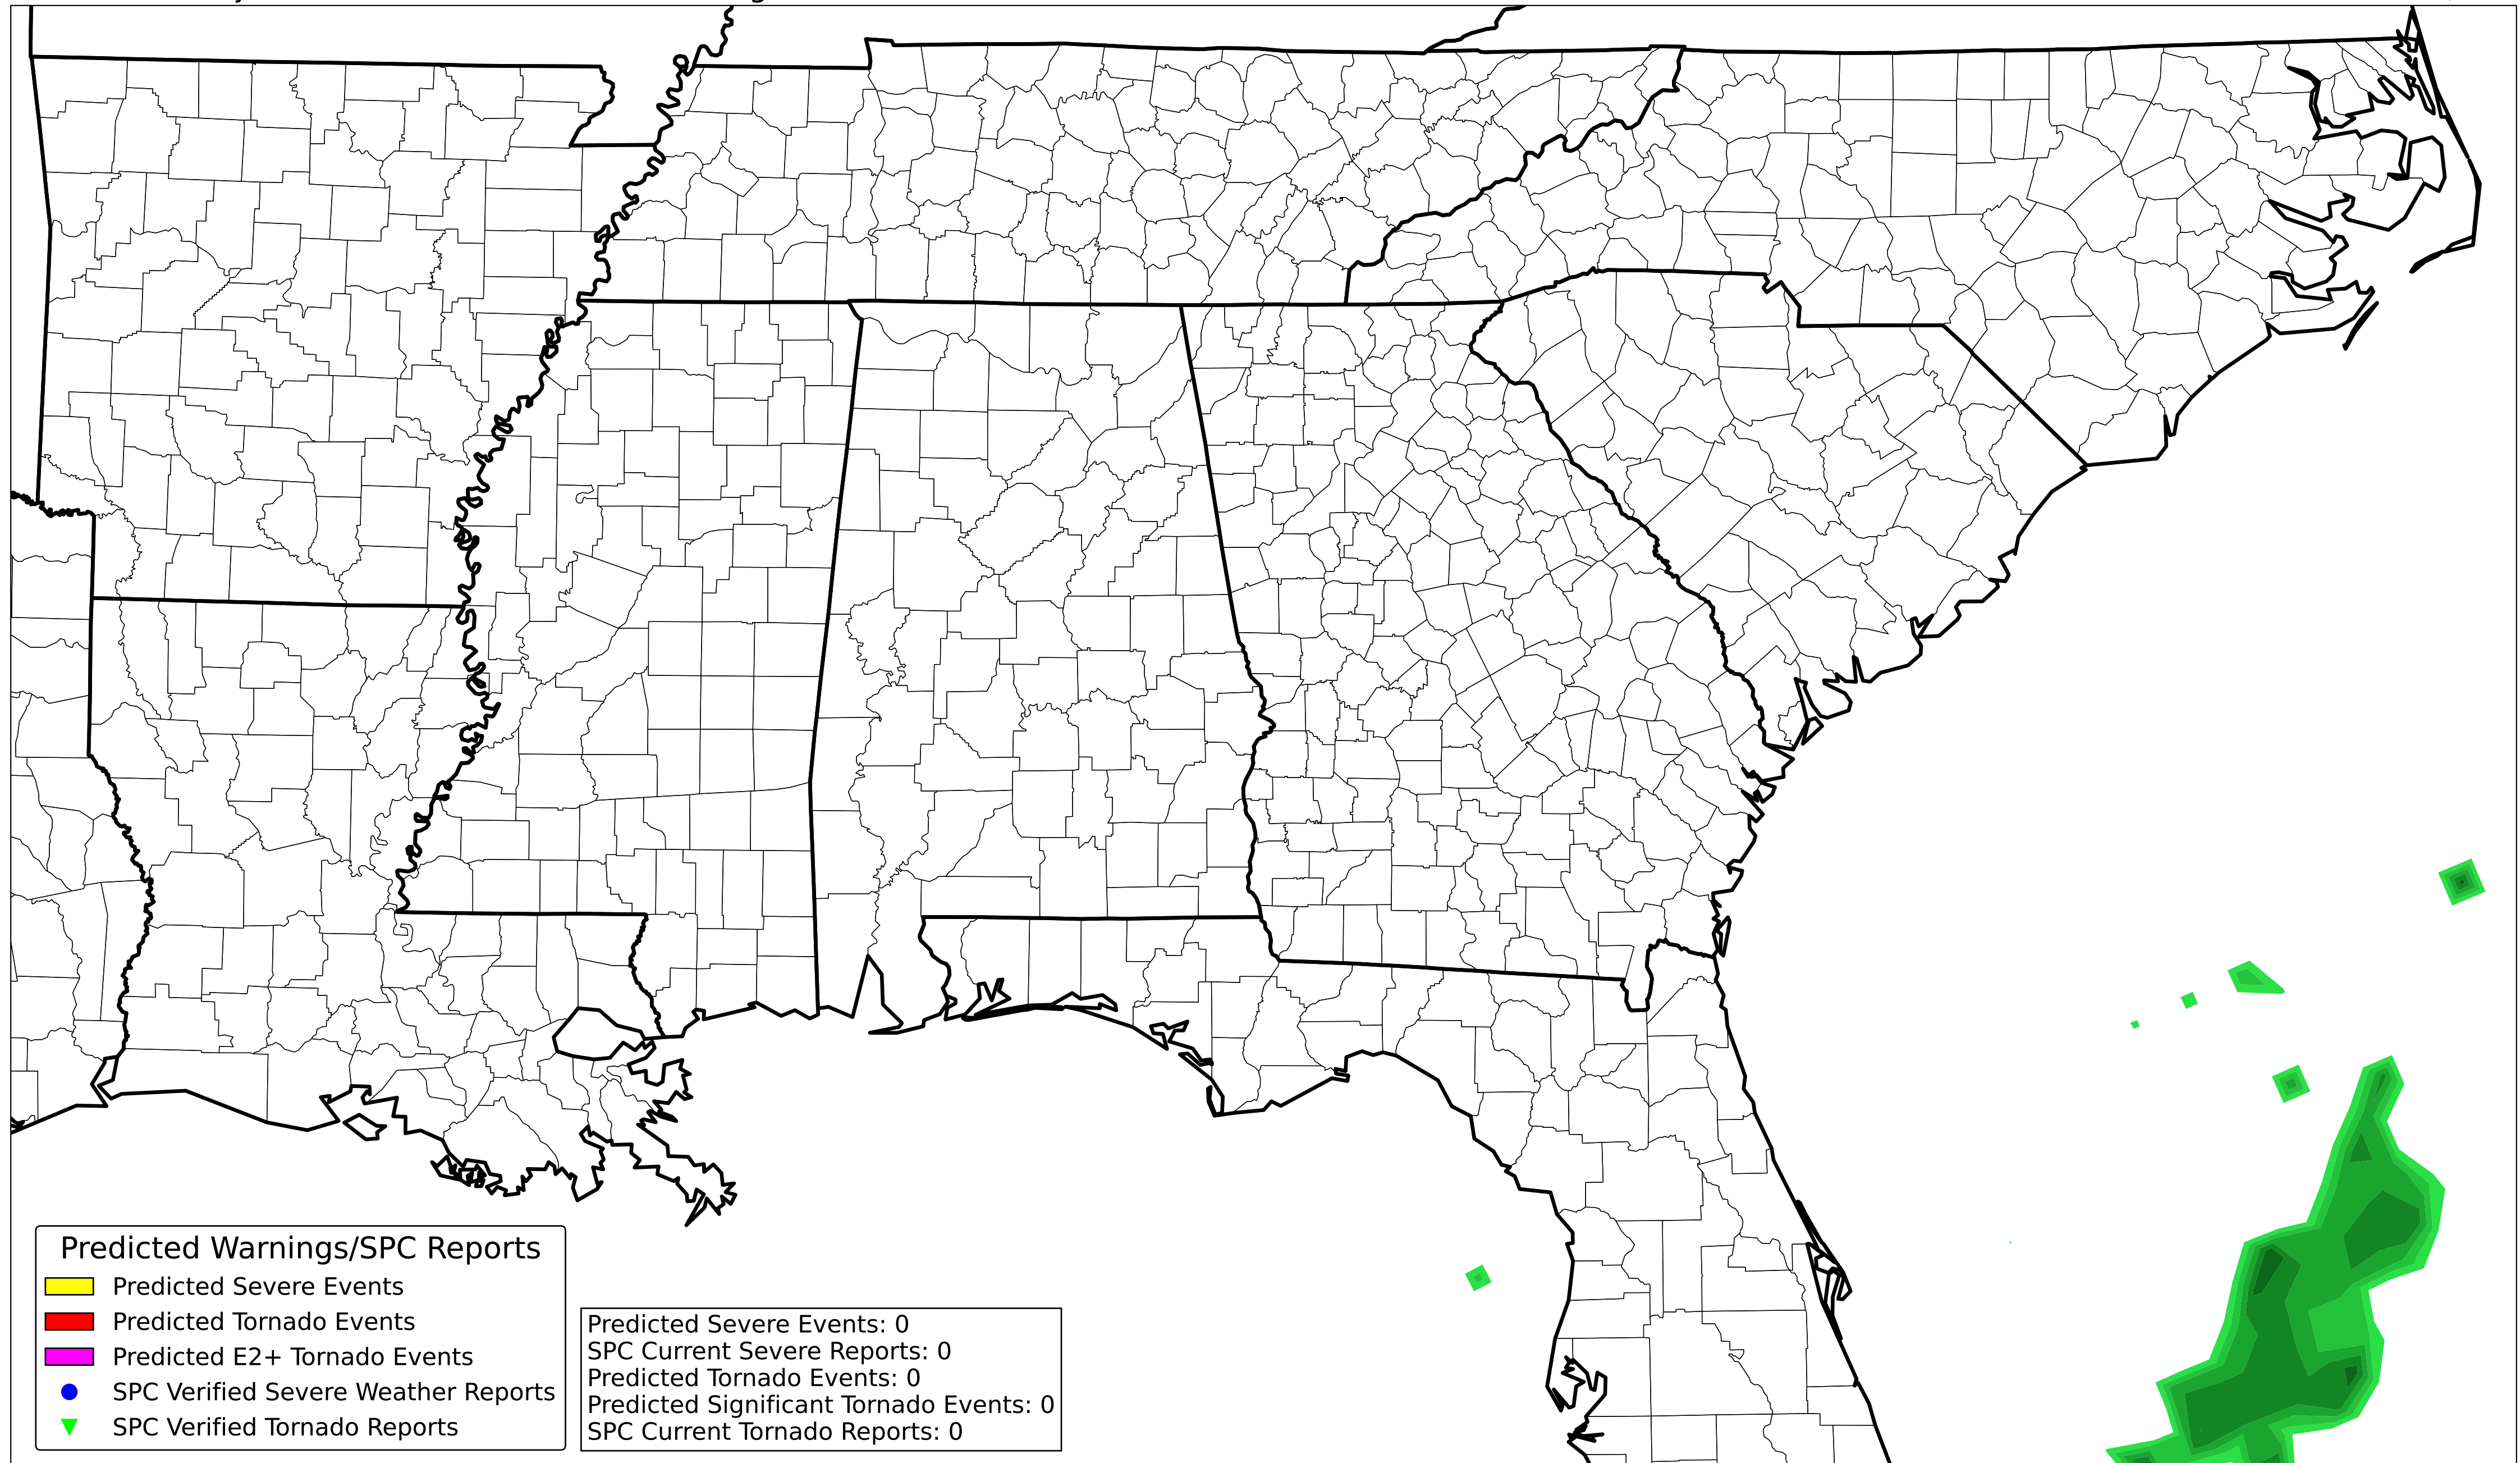 Predicted Warnings/SPC Reports
Predicted Severe Events
Predicted Tornado Events
Predicted E2+ Tornado Events
SPC Verified Severe Weather Reports
SPC Verified Tornado Reports
Predicted Severe Events: 0
SPC Current Severe Reports: 0
Predicted Tornado Events: 0
Predicted Significant Tornado Events: 0
SPC Current Tornado Reports: 0